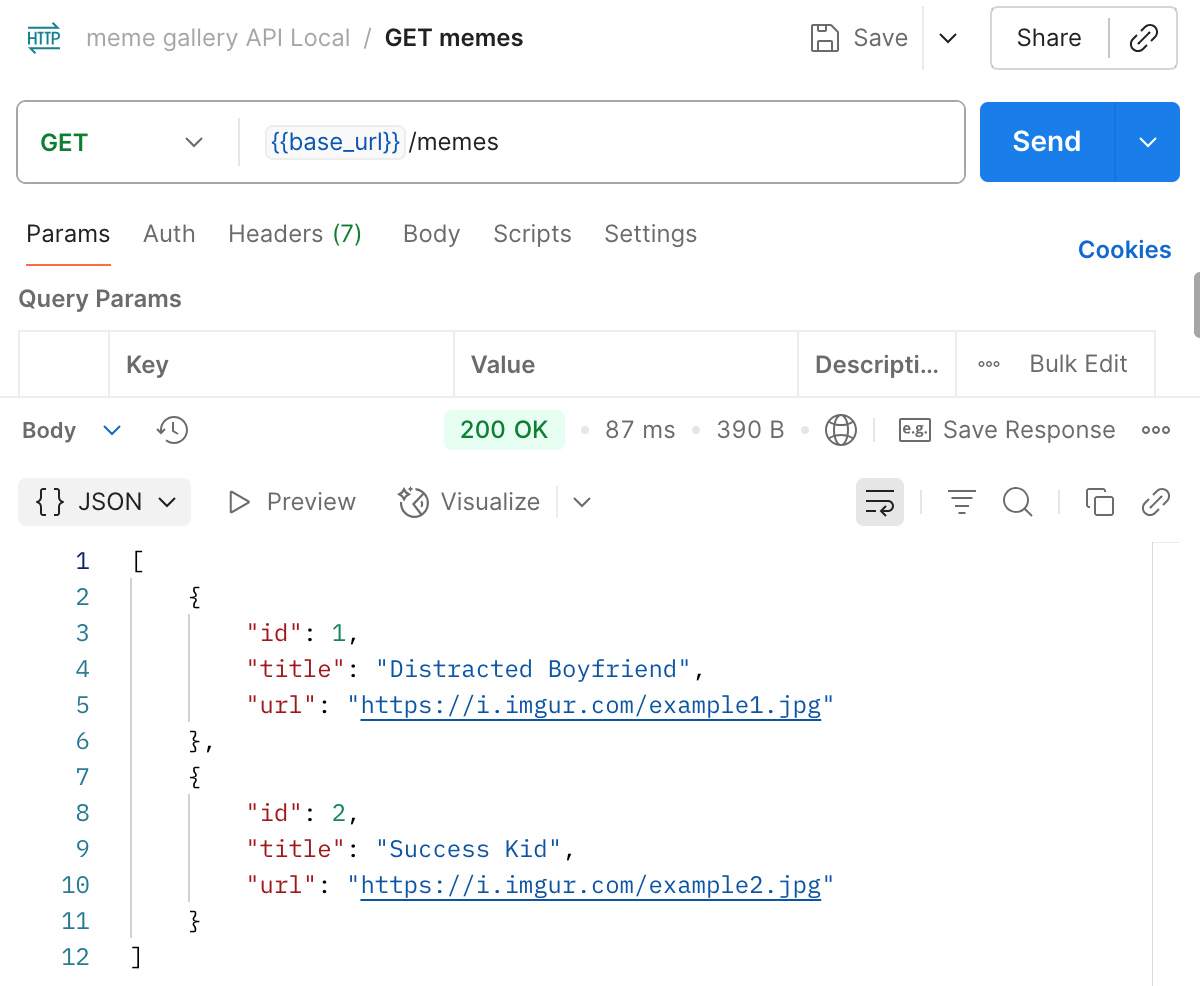 HTTP meme gallery API Local / GET memes Save Share
GET {{base_url}}/memes Send
Params Auth Headers (7) Body Scripts Settings
Cookies
Query Params
Key Value Descripti... Bulk Edit
Body 200 OK 87 ms 390 B e.g. Save Response
{} JSON Preview Visualize
1 [
2 {
3 "id": 1,
4 "title": "Distracted Boyfriend",
5 "url": "https://i.imgur.com/example1.jpg"
6 },
7 {
8 "id": 2,
9 "title": "Success Kid",
10 "url": "https://i.imgur.com/example2.jpg"
11 }
12 ]